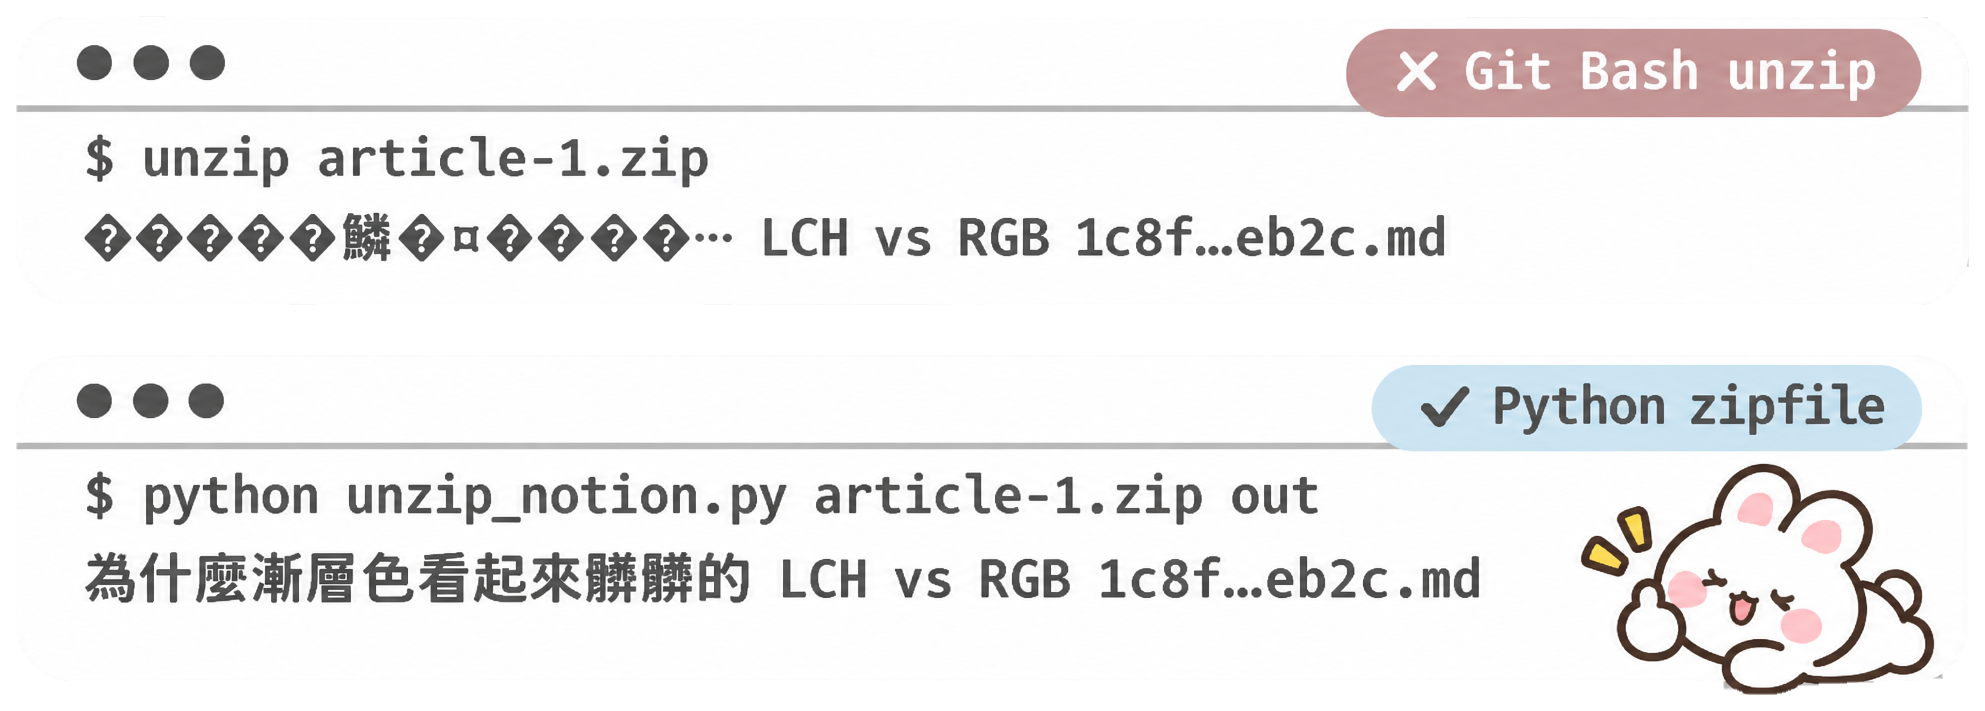 ✕ Git Bash unzip
$ unzip article-1.zip
�����鱗�¤����… LCH vs RGB 1c8f…eb2c.md
✓ Python zipfile
$ python unzip_notion.py article-1.zip out
為什麼漸層色看起來髒髒的 LCH vs RGB 1c8f…eb2c.md